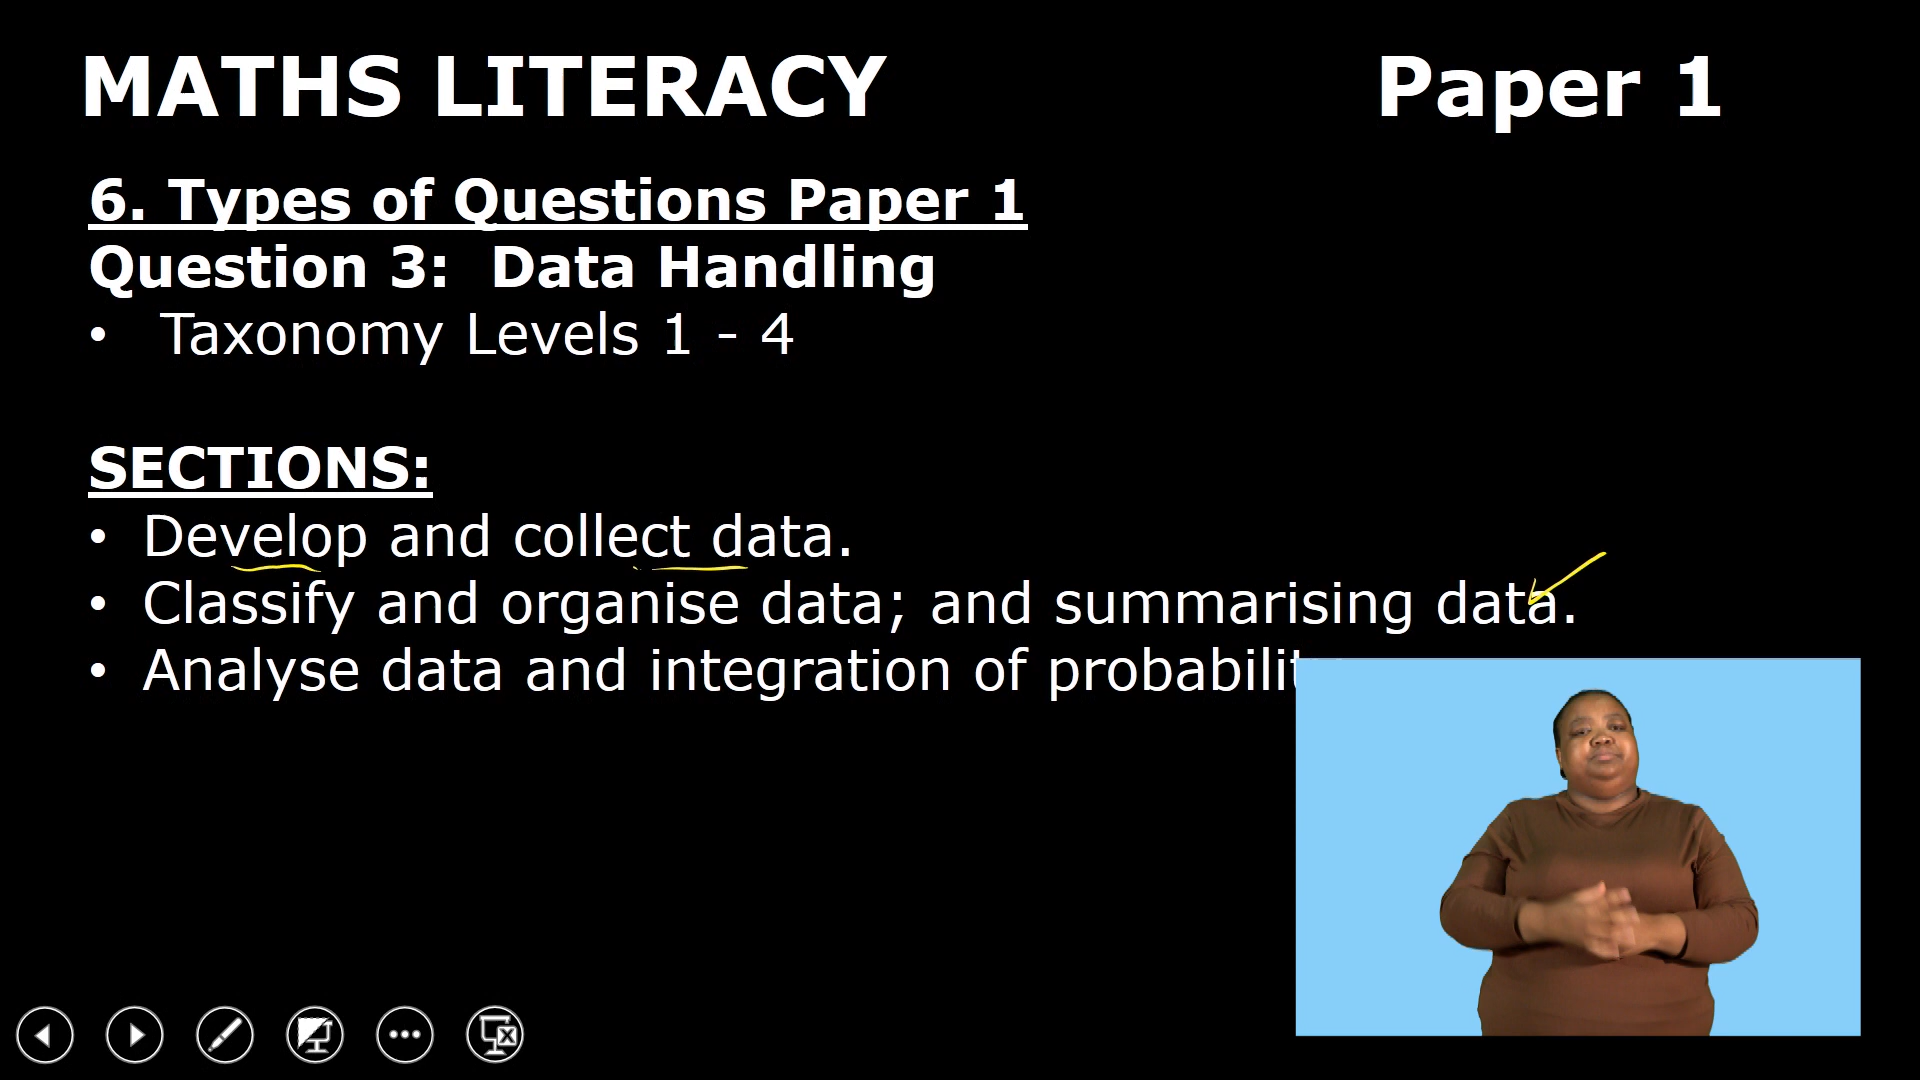 MATHS LITERACY Paper 1
6. Types of Questions Paper 1
Question 3: Data Handling
• Taxonomy Levels 1 - 4
SECTIONS:
• Develop and collect data.
• Classify and organise data; and summarising data.
• Analyse data and integration of